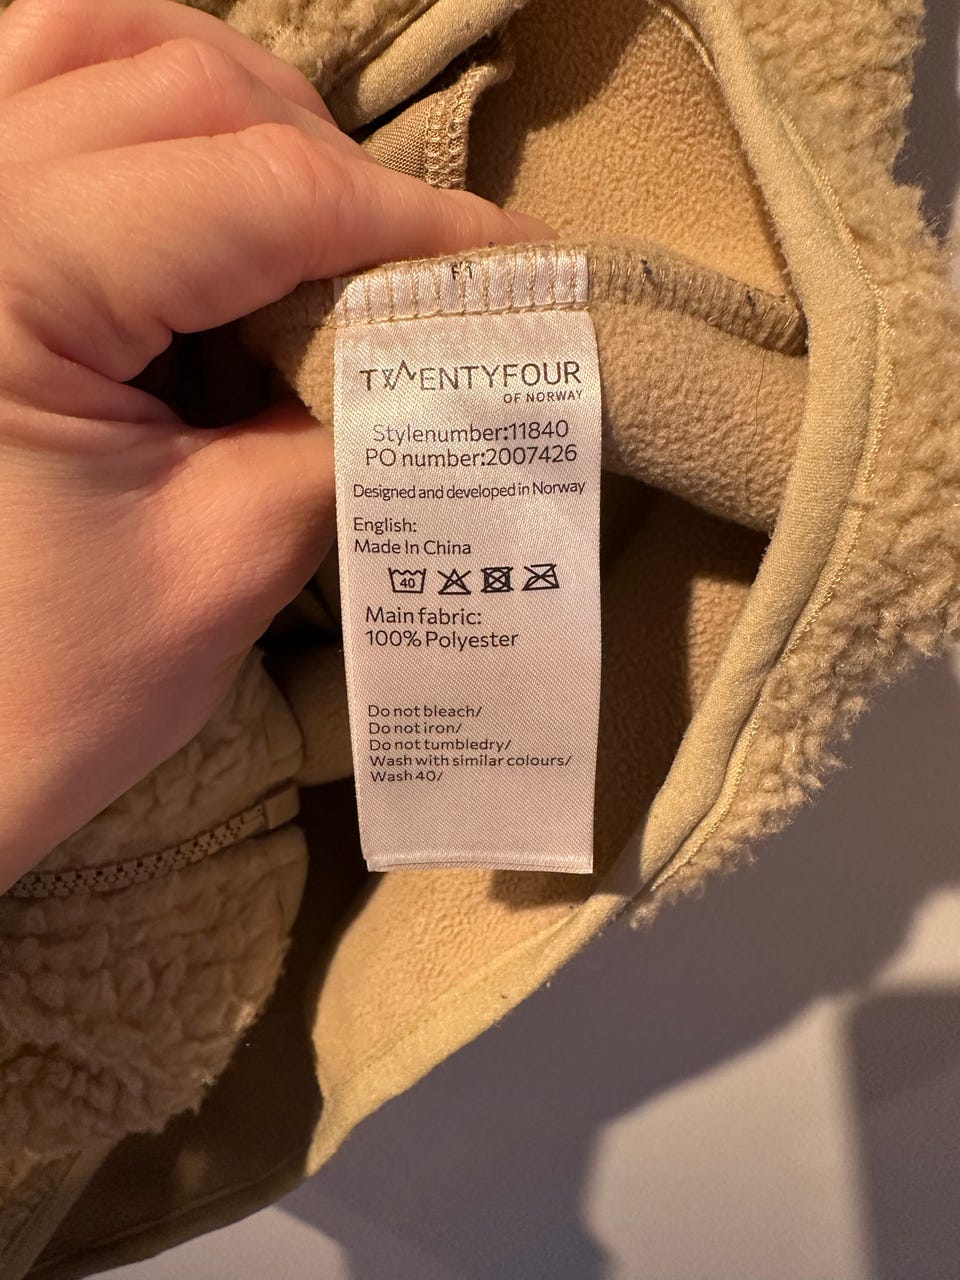 TWENTYFOUR
OF NORWAY
Stylenumber:11840
PO number:2007426
Designed and developed in Norway
English:
Made In China
40
Main fabric:
100% Polyester
Do not bleach/
Do not iron/
Do not tumbledry/
Wash with similar colours/
Wash 40/